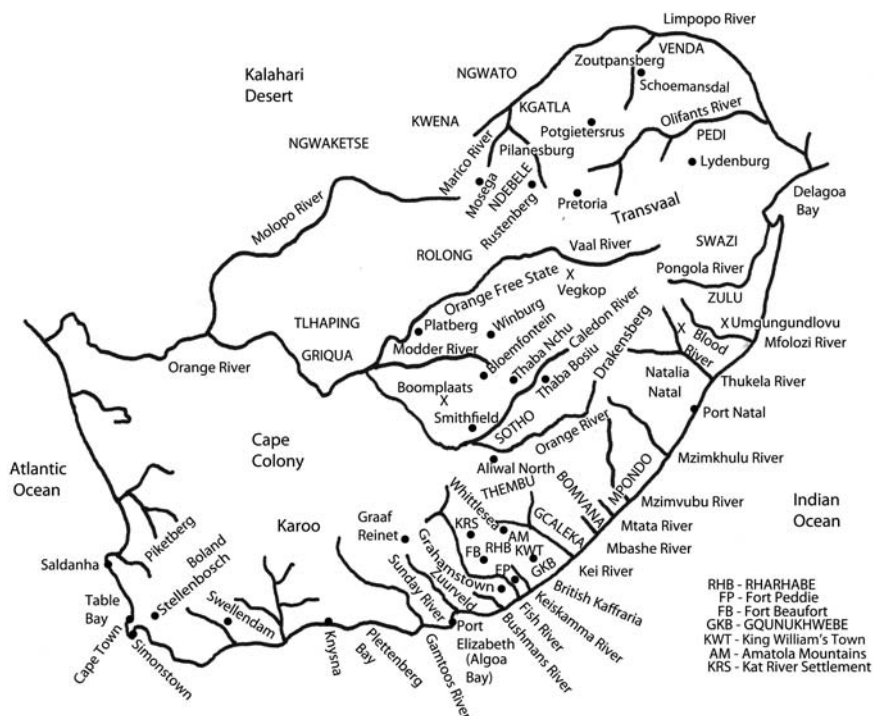 Limpopo River
VENDA
Zoutpansberg
Schoemansdal
Kalahari
Desert
NGWATO
KGATLA
KWENA
Olifants River
Potgietersrus
PEDI
NGWAKETSE
Pilanesburg
Lydenburg
Marico River
Mosega
NDEBELE
Rustenberg
Pretoria
Delagoa
Bay
Transvaal
Molopo River
SWAZI
ROLONG
Vaal River
Pongola River
Orange Free State
X
Vegkop
ZULU
TLHAPING
Platberg
Winburg
Caledon River
Drakensberg
X
Blood
River
X Umgungundlovu
Mfolozi River
GRIQUA
Modder River
Bloemfontein
Thaba Nchu
Thaba Bosiu
Orange River
Natalia
Natal
Thukela River
Boomplaats
X
Smithfield
SOTHO
Port Natal
Orange River
Cape
Colony
Aliwal North
Mzimkhulu River
Atlantic
Ocean
THEMBU
BOMVANA
MPONDO
Mzimvubu River
Indian
Ocean
Whittlesea
GCALEKA
Mtata River
Karoo
Graaf
Reinet
KRS
AM
Mbashe River
Piketberg
FB
RHB
KWT
Saldanha
Boland
Grahamstown
FP
GKB
Kei River
Stellenbosch
Zuurveld
British Kaffraria
Table
Bay
Swellendam
Sunday River
Keiskamma River
Fish River
Bushmans River
Cape Town
Simonstown
Knysna
Plettenberg
Bay
Gamtoos River
Port
Elizabeth
(Algoa
Bay)
RHB - RHARHABE
FP - Fort Peddie
FB - Fort Beaufort
GKB - GQUNUKHWEBE
KWT - King William's Town
AM - Amatola Mountains
KRS - Kat River Settlement